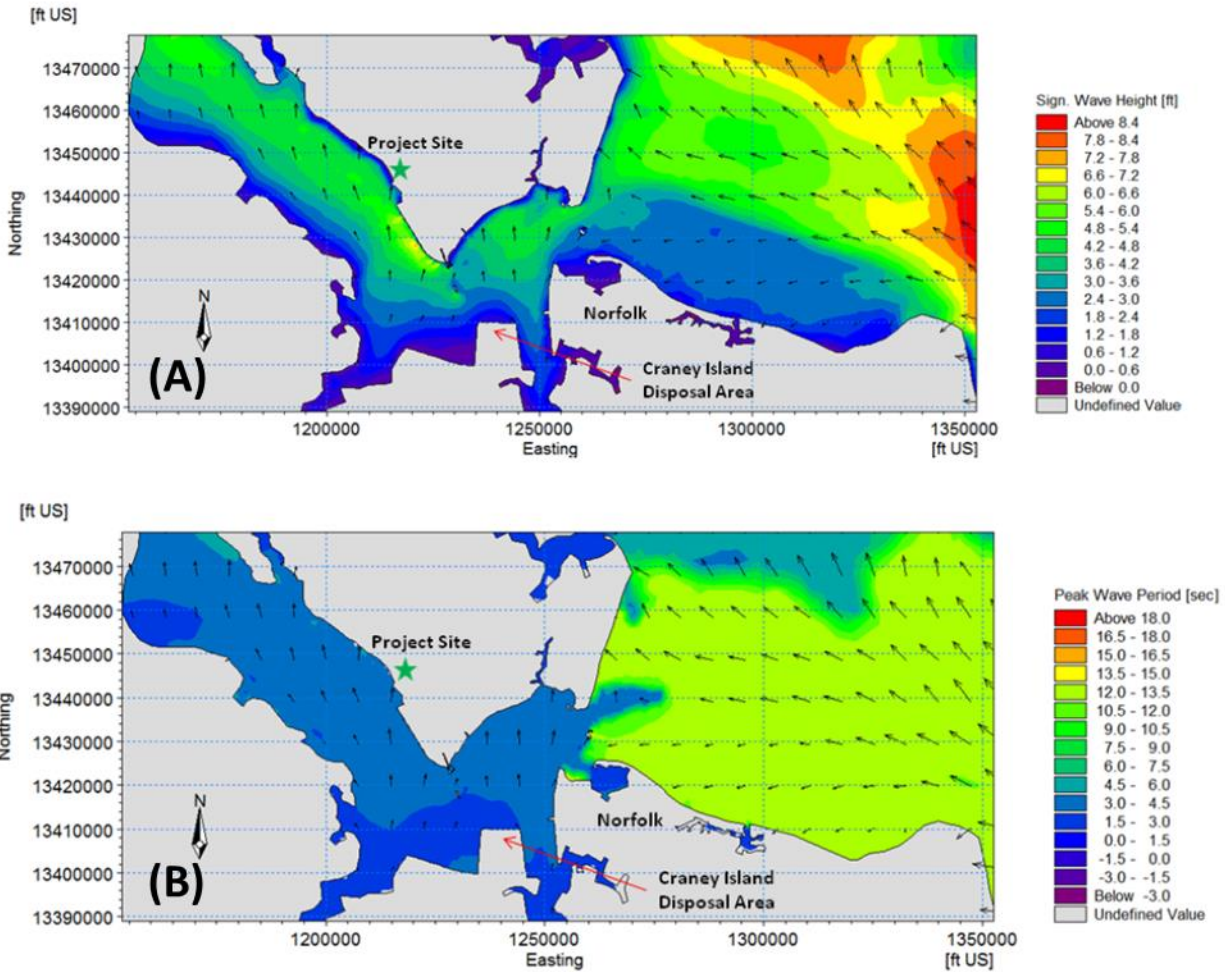 [ft US]
13470000
13460000
13450000
13440000
13430000
13420000
13410000
13400000
13390000
Northing
Project Site
N
Norfolk
(A)
Craney Island
Disposal Area
1200000 1250000 1300000 1350000
Easting
[ft US]
Sign. Wave Height [ft]
Above 8.4
7.8 - 8.4
7.2 - 7.8
6.6 - 7.2
6.0 - 6.6
5.4 - 6.0
4.8 - 5.4
4.2 - 4.8
3.6 - 4.2
3.0 - 3.6
2.4 - 3.0
1.8 - 2.4
1.2 - 1.8
0.6 - 1.2
0.0 - 0.6
Below 0.0
Undefined Value
[ft US]
13470000
13460000
13450000
13440000
13430000
13420000
13410000
13400000
13390000
Northing
Project Site
N
Norfolk
(B)
Craney Island
Disposal Area
1200000 1250000 1300000 1350000
Easting
[ft US]
Peak Wave Period [sec]
Above 18.0
16.5 - 18.0
15.0 - 16.5
13.5 - 15.0
12.0 - 13.5
10.5 - 12.0
9.0 - 10.5
7.5 - 9.0
6.0 - 7.5
4.5 - 6.0
3.0 - 4.5
1.5 - 3.0
0.0 - 1.5
-1.5 - 0.0
-3.0 - -1.5
Below -3.0
Undefined Value